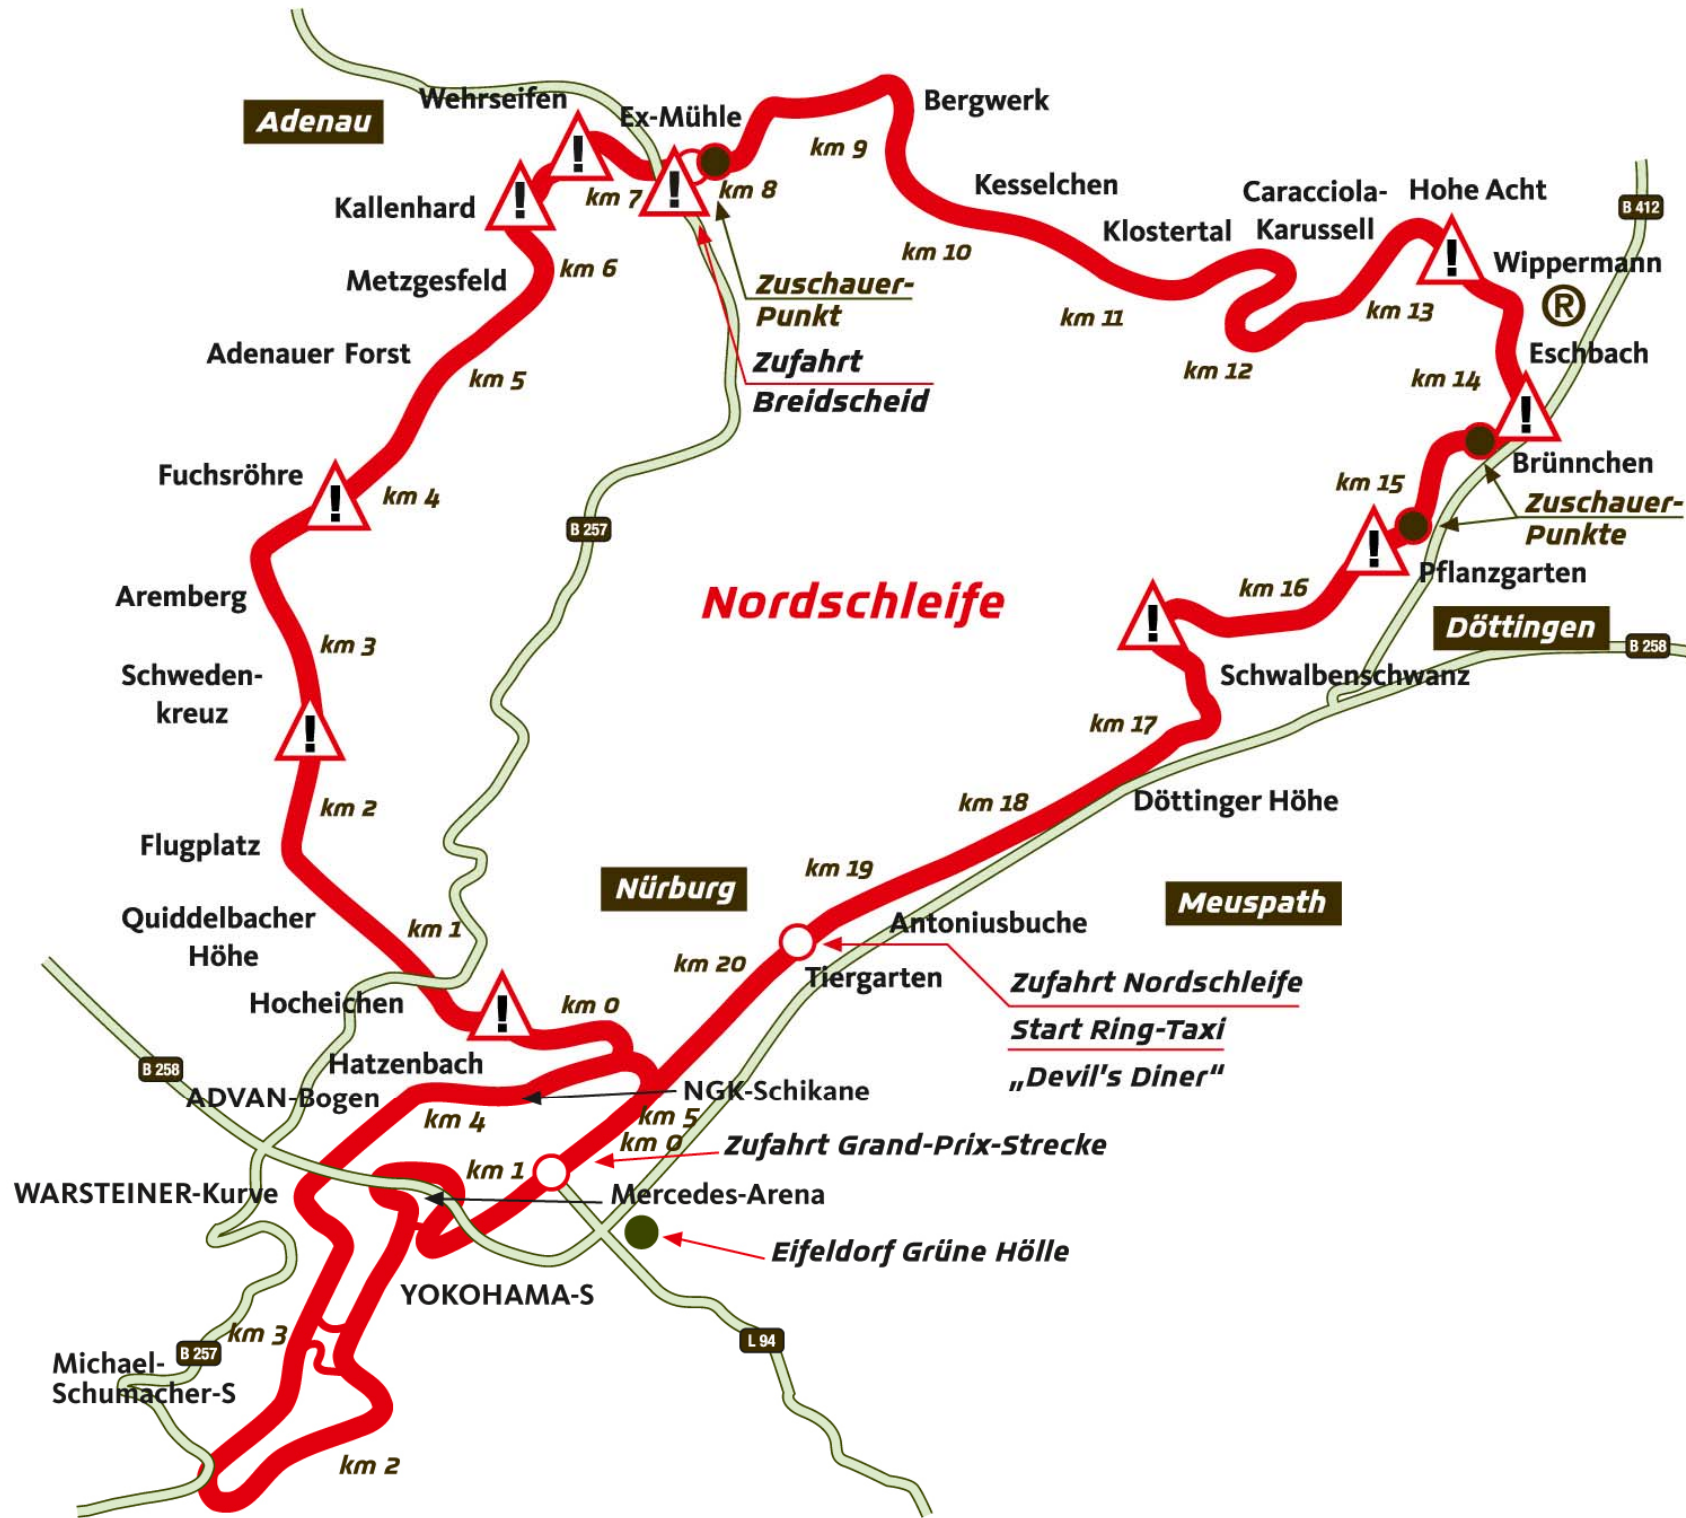 Wehrseifen
Ex-Mühle
Bergwerk
Adenau
!
km 9
!
Kallenhard
!
km 7
km 8
Kesselchen
Caracciola-
Karussell
Hohe Acht
B 412
Klostertal
km 10
!
Wippermann
®
Metzgesfeld
km 6
Zuschauer-
Punkt
km 11
km 13
Adenauer Forst
km 5
Zufahrt
Breidscheid
km 12
km 14
Eschbach
!
Fuchsröhre
!
km 4
B 257
km 15
Brünnchen
Zuschauer-
Punkte
!
Pflanzgarten
Aremberg
Nordschleife
km 16
!
Döttingen
B 258
km 3
Schweden-
kreuz
!
Schwalbenschwanz
km 17
km 2
km 18
Döttinger Höhe
Flugplatz
km 19
Nürburg
Meuspath
Quiddelbacher
Höhe
km 1
Antoniusbuche
km 20
Tiergarten
Zufahrt Nordschleife
Start Ring-Taxi
„Devil's Diner“
Hocheichen
!
km 0
Hatzenbach
B 258
ADVAN-Bogen
NGK-Schikane
km 4
km 5
km 0
Zufahrt Grand-Prix-Strecke
km 1
WARSTEINER-Kurve
Mercedes-Arena
Eifeldorf Grüne Hölle
YOKOHAMA-S
km 3
L 94
B 257
Michael-
Schumacher-S
km 2